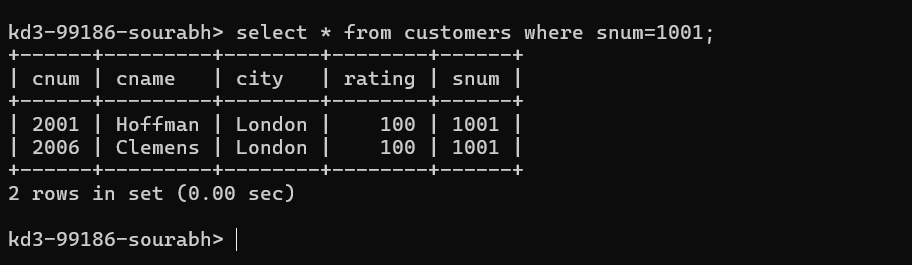 kd3-99186-sourabh> select * from customers where snum=1001;
+------+---------+--------+--------+------+
| cnum | cname   | city   | rating | snum |
+------+---------+--------+--------+------+
| 2001 | Hoffman | London |    100 | 1001 |
| 2006 | Clemens | London |    100 | 1001 |
+------+---------+--------+--------+------+
2 rows in set (0.00 sec)
kd3-99186-sourabh>